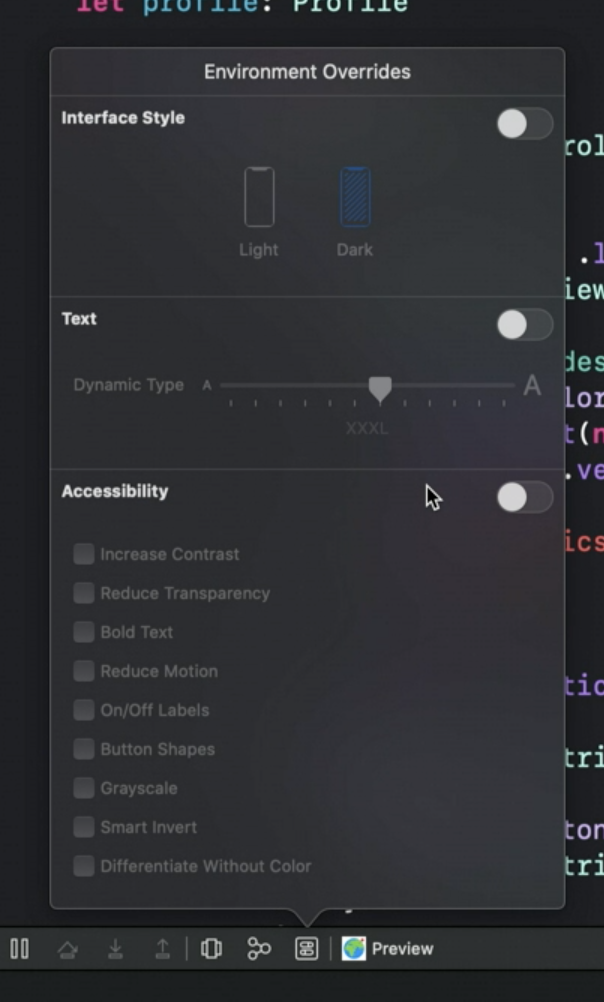 let profile: Profile
Environment Overrides
Interface Style
Light
Dark
Text
Dynamic Type
A
A
XXXL
Accessibility
Increase Contrast
Reduce Transparency
Bold Text
Reduce Motion
On/Off Labels
Button Shapes
Grayscale
Smart Invert
Differentiate Without Color
rol
.l
iew
des
lor
t(n
.ve
ics
tic
tri
ton
tri
Preview